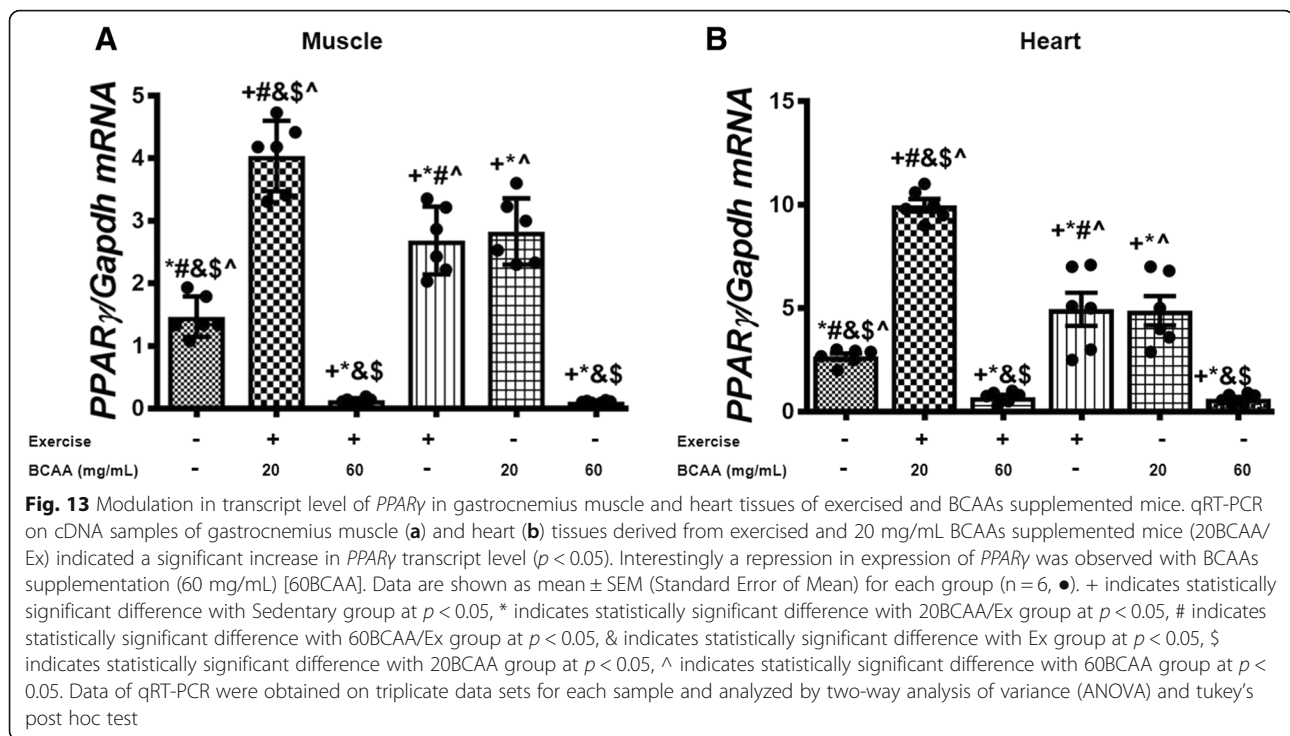 A Muscle
B Heart
PPARγ/Gapdh mRNA
5
4
3
2
1
0
*#&$^
+#&$^
+*&$
+*#^
+*^
+*&$
Exercise - + + + - -
BCAA (mg/mL) - 20 60 - 20 60
PPARγ/Gapdh mRNA
15
10
5
0
*#&$^
+#&$^
+*&$
+*#^
+*^
+*&$
Exercise - + + + - -
BCAA (mg/mL) - 20 60 - 20 60
Fig. 13 Modulation in transcript level of PPARγ in gastrocnemius muscle and heart tissues of exercised and BCAAs supplemented mice. qRT-PCR
on cDNA samples of gastrocnemius muscle (a) and heart (b) tissues derived from exercised and 20 mg/mL BCAAs supplemented mice (20BCAA/
Ex) indicated a significant increase in PPARγ transcript level (p < 0.05). Interestingly a repression in expression of PPARγ was observed with BCAAs
supplementation (60 mg/mL) [60BCAA]. Data are shown as mean ± SEM (Standard Error of Mean) for each group (n = 6, ●). + indicates statistically
significant difference with Sedentary group at p < 0.05, * indicates statistically significant difference with 20BCAA/Ex group at p < 0.05, # indicates
statistically significant difference with 60BCAA/Ex group at p < 0.05, & indicates statistically significant difference with Ex group at p < 0.05, $
indicates statistically significant difference with 20BCAA group at p < 0.05, ^ indicates statistically significant difference with 60BCAA group at p <
0.05. Data of qRT-PCR were obtained on triplicate data sets for each sample and analyzed by two-way analysis of variance (ANOVA) and tukey's
post hoc test